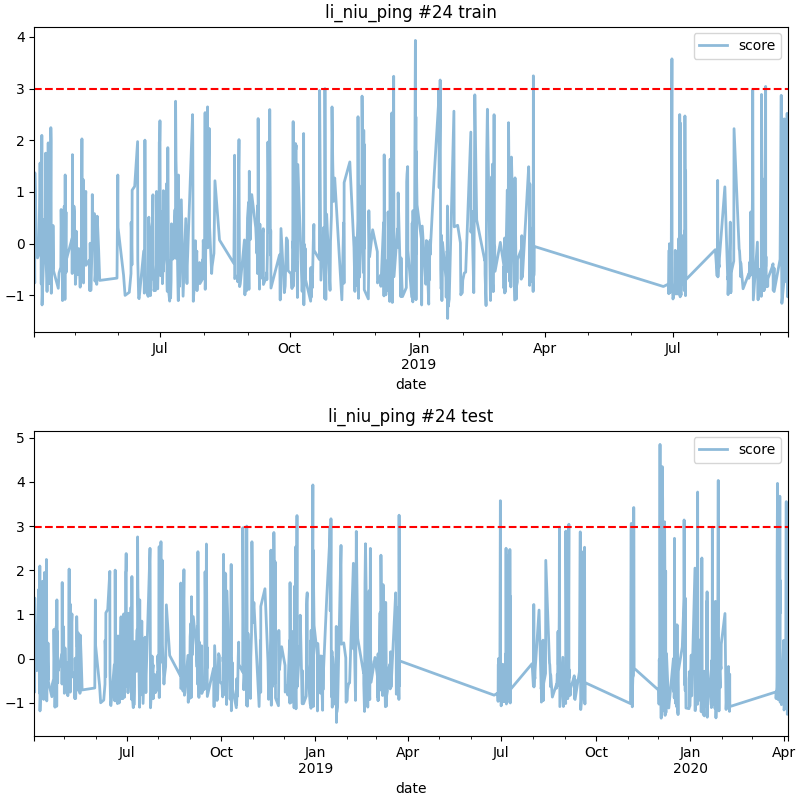 li_niu_ping #24 train
score
4
3
2
1
0
−1
Jul
Oct
Jan
2019
Apr
Jul
date
li_niu_ping #24 test
score
5
4
3
2
1
0
−1
Jul
Oct
Jan
2019
Apr
Jul
Oct
Jan
2020
Apr
date